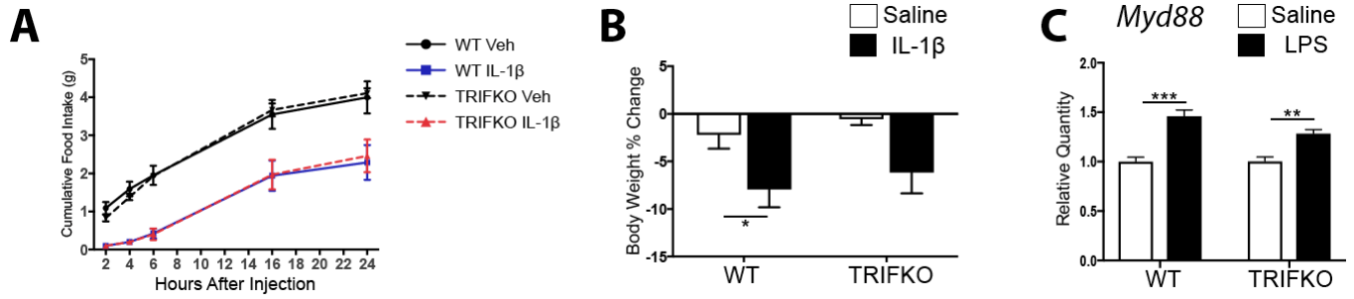 A
WT Veh
WT IL-1β
TRIFKO Veh
TRIFKO IL-1β
Cumulative Food Intake (g)
5
4
3
2
1
0
2 4 6 8 10 12 14 16 18 20 22 24
Hours After Injection
B
Saline
IL-1β
Body Weight % Change
5
0
-5
-10
-15
*
WT TRIFKO
C Myd88
Saline
LPS
Relative Quantity
2.0
1.5
1.0
0.5
0.0
*** **
WT TRIFKO